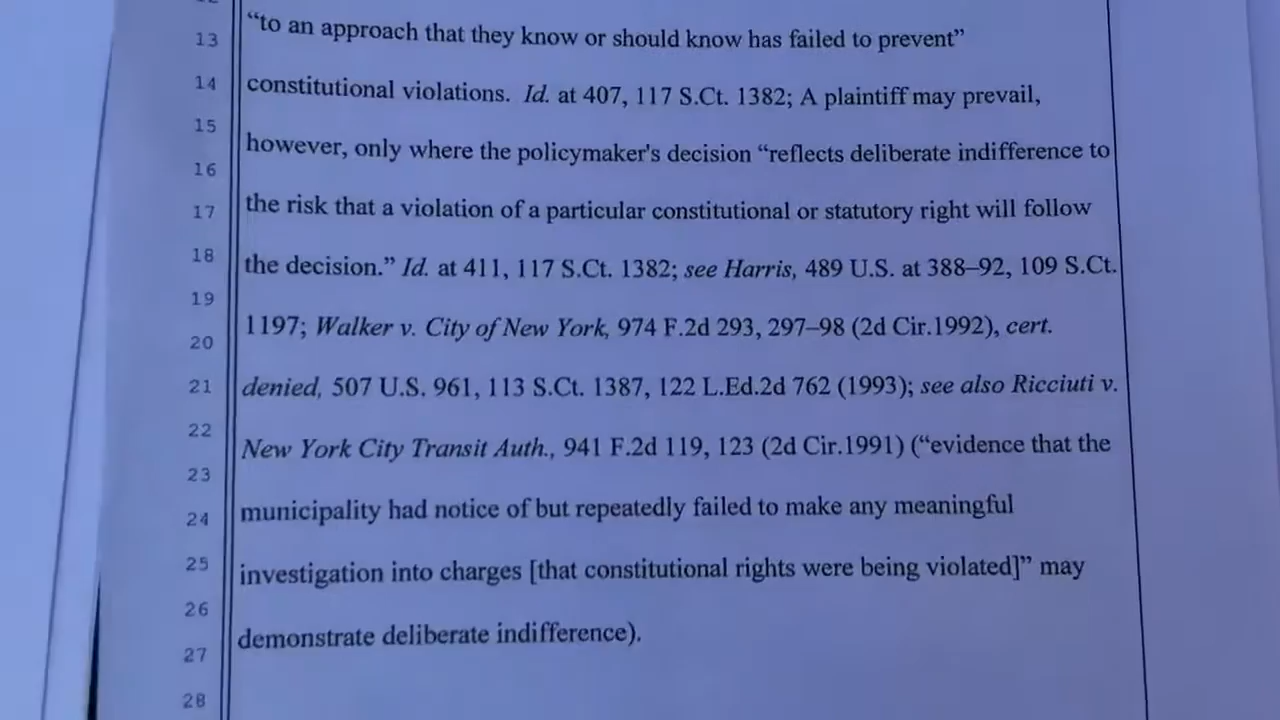 13 “to an approach that they know or should know has failed to prevent”
14 constitutional violations. Id. at 407, 117 S.Ct. 1382; A plaintiff may prevail,
15
however, only where the policymaker's decision “reflects deliberate indifference to
16
17 the risk that a violation of a particular constitutional or statutory right will follow
18 the decision.” Id. at 411, 117 S.Ct. 1382; see Harris, 489 U.S. at 388–92, 109 S.Ct.
19
1197; Walker v. City of New York, 974 F.2d 293, 297–98 (2d Cir.1992), cert.
20
21 denied, 507 U.S. 961, 113 S.Ct. 1387, 122 L.Ed.2d 762 (1993); see also Ricciuti v.
22
New York City Transit Auth., 941 F.2d 119, 123 (2d Cir.1991) (“evidence that the
23
24 municipality had notice of but repeatedly failed to make any meaningful
25 investigation into charges [that constitutional rights were being violated]” may
26
demonstrate deliberate indifference).
27
28